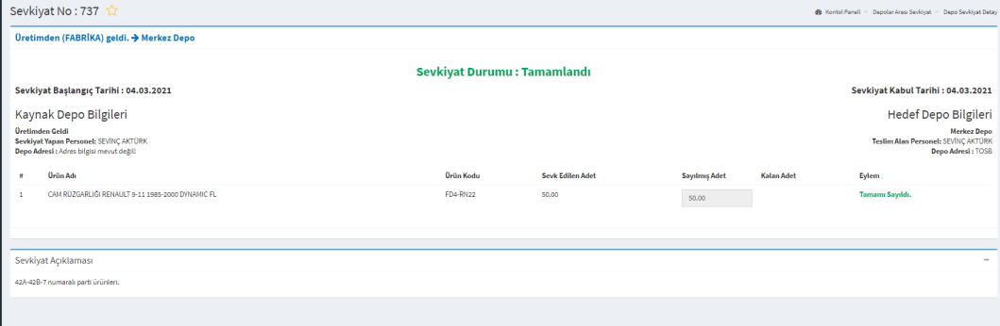 Sevkiyat No : 737
Kontol Paneli > Depolar Arası Sevkiyat > Depo Sevkiyat Detay
Üretimden (FABRİKA) geldi. → Merkez Depo
Sevkiyat Durumu : Tamamlandı
Sevkiyat Başlangıç Tarihi : 04.03.2021
Sevkiyat Kabul Tarihi : 04.03.2021
Kaynak Depo Bilgileri
Hedef Depo Bilgileri
Üretimden Geldi
Merkez Depo
Sevkiyat Yapan Personel: SEVİNÇ AKTÜRK
Teslim Alan Personel: SEVİNÇ AKTÜRK
Depo Adresi : Adres bilgisi mevut değil!
Depo Adresi : TOSB
# Ürün Adı Ürün Kodu Sevk Edilen Adet Sayılmış Adet Kalan Adet Eylem
1 CAM RÜZGARLIĞI RENAULT 9-11 1985-2000 DYNAMIC FL FD4-RN22 50.00 50.00 Tamamı Sayıldı.
Sevkiyat Açıklaması
42A-42B-7 numaralı parti ürünleri.